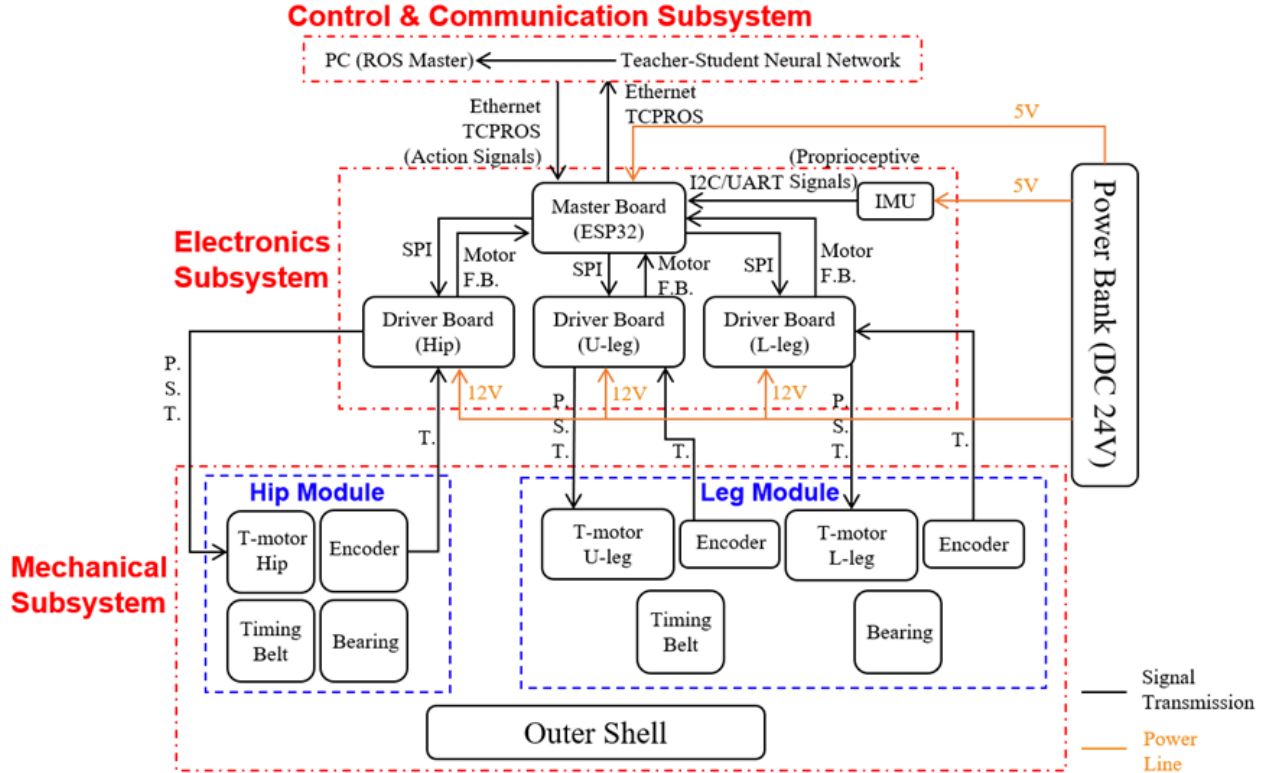 Control & Communication Subsystem
PC (ROS Master)
Teacher-Student Neural Network
Ethernet
TCPROS
(Action Signals)
Ethernet
TCPROS
5V
(Proprioceptive
I2C/UART Signals)
IMU
5V
Power Bank (DC 24V)
Electronics
Subsystem
Master Board
(ESP32)
SPI
Motor
F.B.
SPI
Motor
F.B.
SPI
Motor
F.B.
Driver Board
(Hip)
Driver Board
(U-leg)
Driver Board
(L-leg)
P.
S.
T.
12V
12V
12V
T.
P.
S.
T.
T.
P.
S.
T.
T.
Mechanical
Subsystem
Hip Module
T-motor
Hip
Encoder
Timing
Belt
Bearing
Leg Module
T-motor
U-leg
Encoder
T-motor
L-leg
Encoder
Timing
Belt
Bearing
Outer Shell
Signal
Transmission
Power
Line